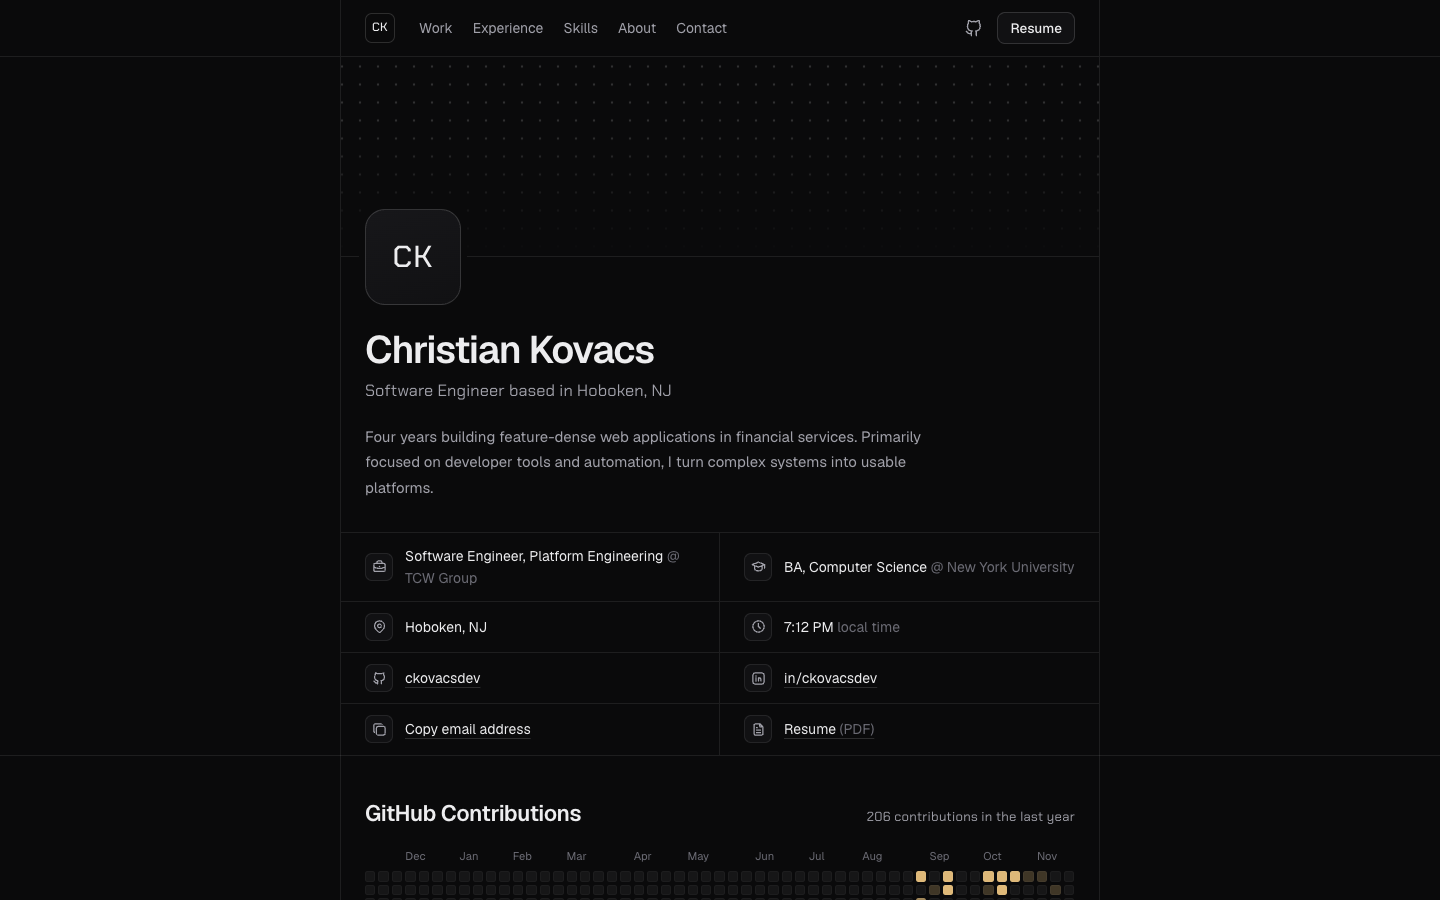 CK Work Experience Skills About Contact Resume
CK
Christian Kovacs
Software Engineer based in Hoboken, NJ
Four years building feature-dense web applications in financial services. Primarily
focused on developer tools and automation, I turn complex systems into usable
platforms.
Software Engineer, Platform Engineering @
TCW Group
BA, Computer Science @ New York University
Hoboken, NJ
7:12 PM local time
ckovacsdev
in/ckovacsdev
Copy email address
Resume (PDF)
GitHub Contributions
206 contributions in the last year
Dec Jan Feb Mar Apr May Jun Jul Aug Sep Oct Nov